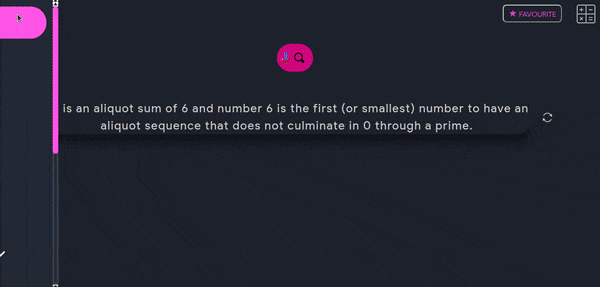 ★ FAVOURITE
is an aliquot sum of 6 and number 6 is the first (or smallest) number to have an
aliquot sequence that does not culminate in 0 through a prime.